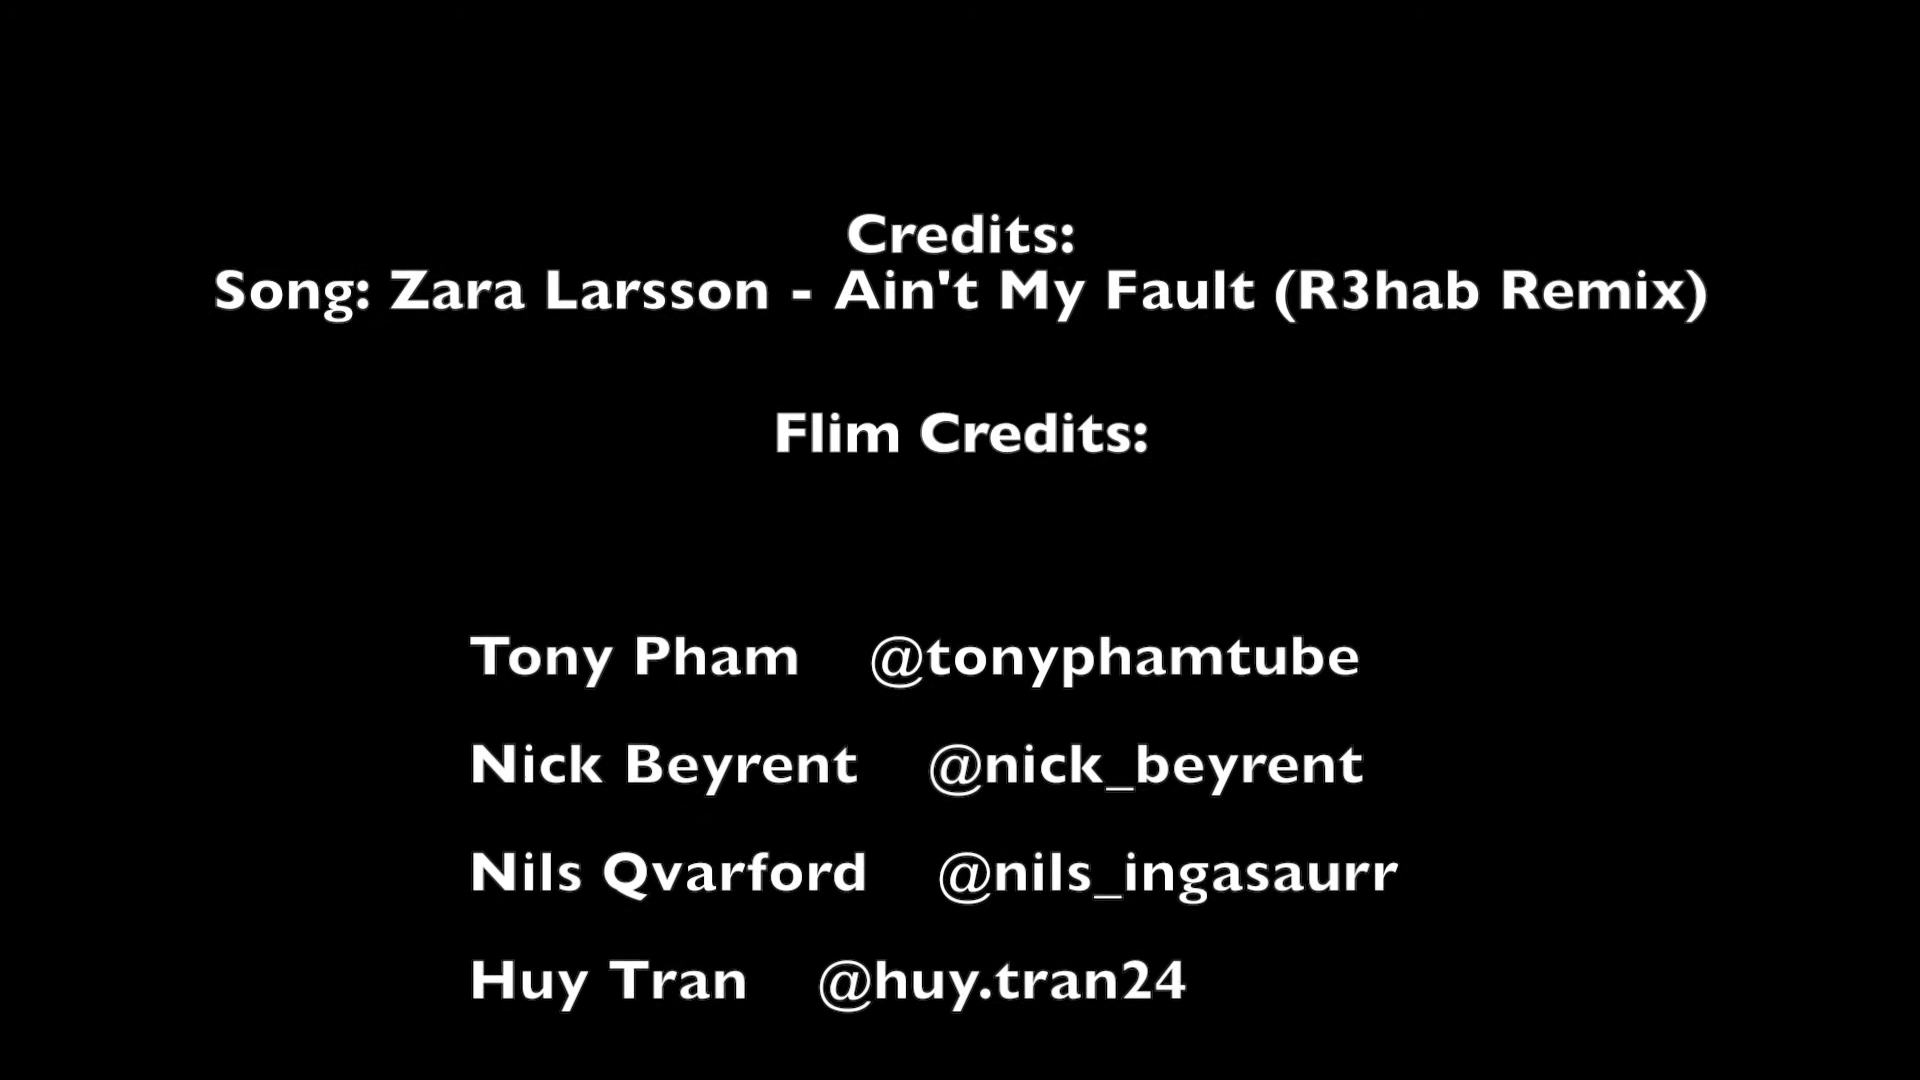 Credits:
Song: Zara Larsson - Ain't My Fault (R3hab Remix)
Flim Credits:
Tony Pham @tonyphamtube
Nick Beyrent @nick_beyrent
Nils Qvarford @nils_ingasaurr
Huy Tran @huy.tran24